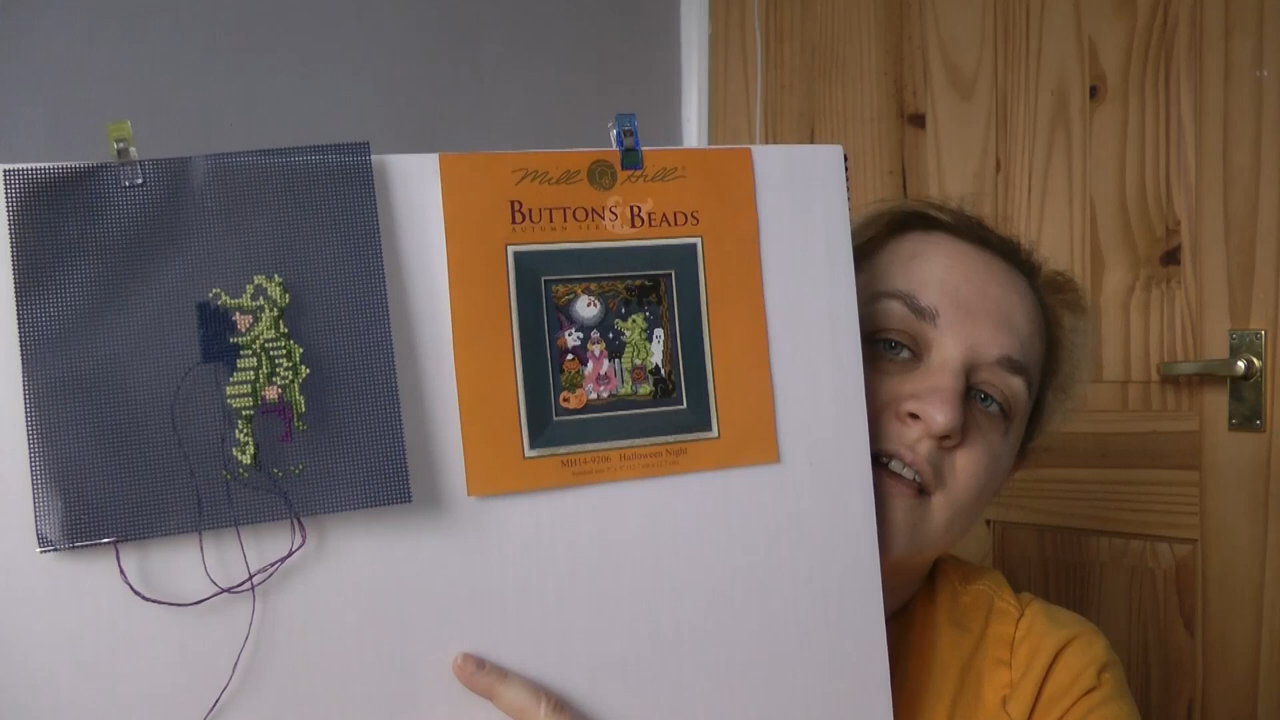 Mill Hill®
BUTTONS & BEADS
AUTUMN SERIES
MH14-9206 Halloween Night